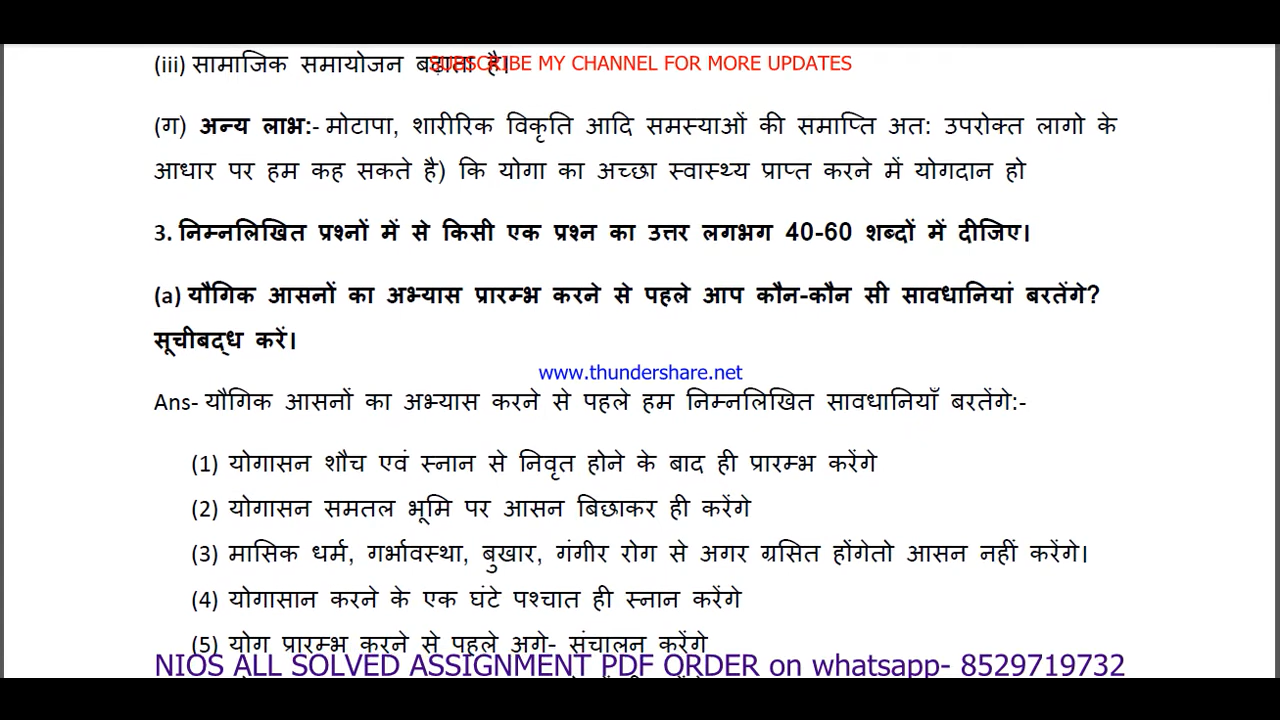 (iii) सामाजिक समायोजन बढ़ाता है।
SUBSCRIBE MY CHANNEL FOR MORE UPDATES
(ग) अन्य लाभ:- मोटापा, शारीरिक विकृति आदि समस्याओं की समाप्ति अत: उपरोक्त लागो के
आधार पर हम कह सकते है) कि योगा का अच्छा स्वास्थ्य प्राप्त करने में योगदान हो
3. निम्नलिखित प्रश्नों में से किसी एक प्रश्न का उत्तर लगभग 40-60 शब्दों में दीजिए।
(a) यौगिक आसनों का अभ्यास प्रारम्भ करने से पहले आप कौन-कौन सी सावधानियां बरतेंगे?
सूचीबद्ध करें।
www.thundershare.net
Ans- यौगिक आसनों का अभ्यास करने से पहले हम निम्नलिखित सावधानियाँ बरतेंगे:-
(1) योगासन शौच एवं स्नान से निवृत होने के बाद ही प्रारम्भ करेंगे
(2) योगासन समतल भूमि पर आसन बिछाकर ही करेंगे
(3) मासिक धर्म, गर्भावस्था, बुखार, गंगीर रोग से अगर ग्रसित होंगेतो आसन नहीं करेंगे।
(4) योगासान करने के एक घंटे पश्चात ही स्नान करेंगे
(5) योग प्रारम्भ करने से पहले अगे- संचालन करेंगे
NIOS ALL SOLVED ASSIGNMENT PDF ORDER on whatsapp- 8529719732